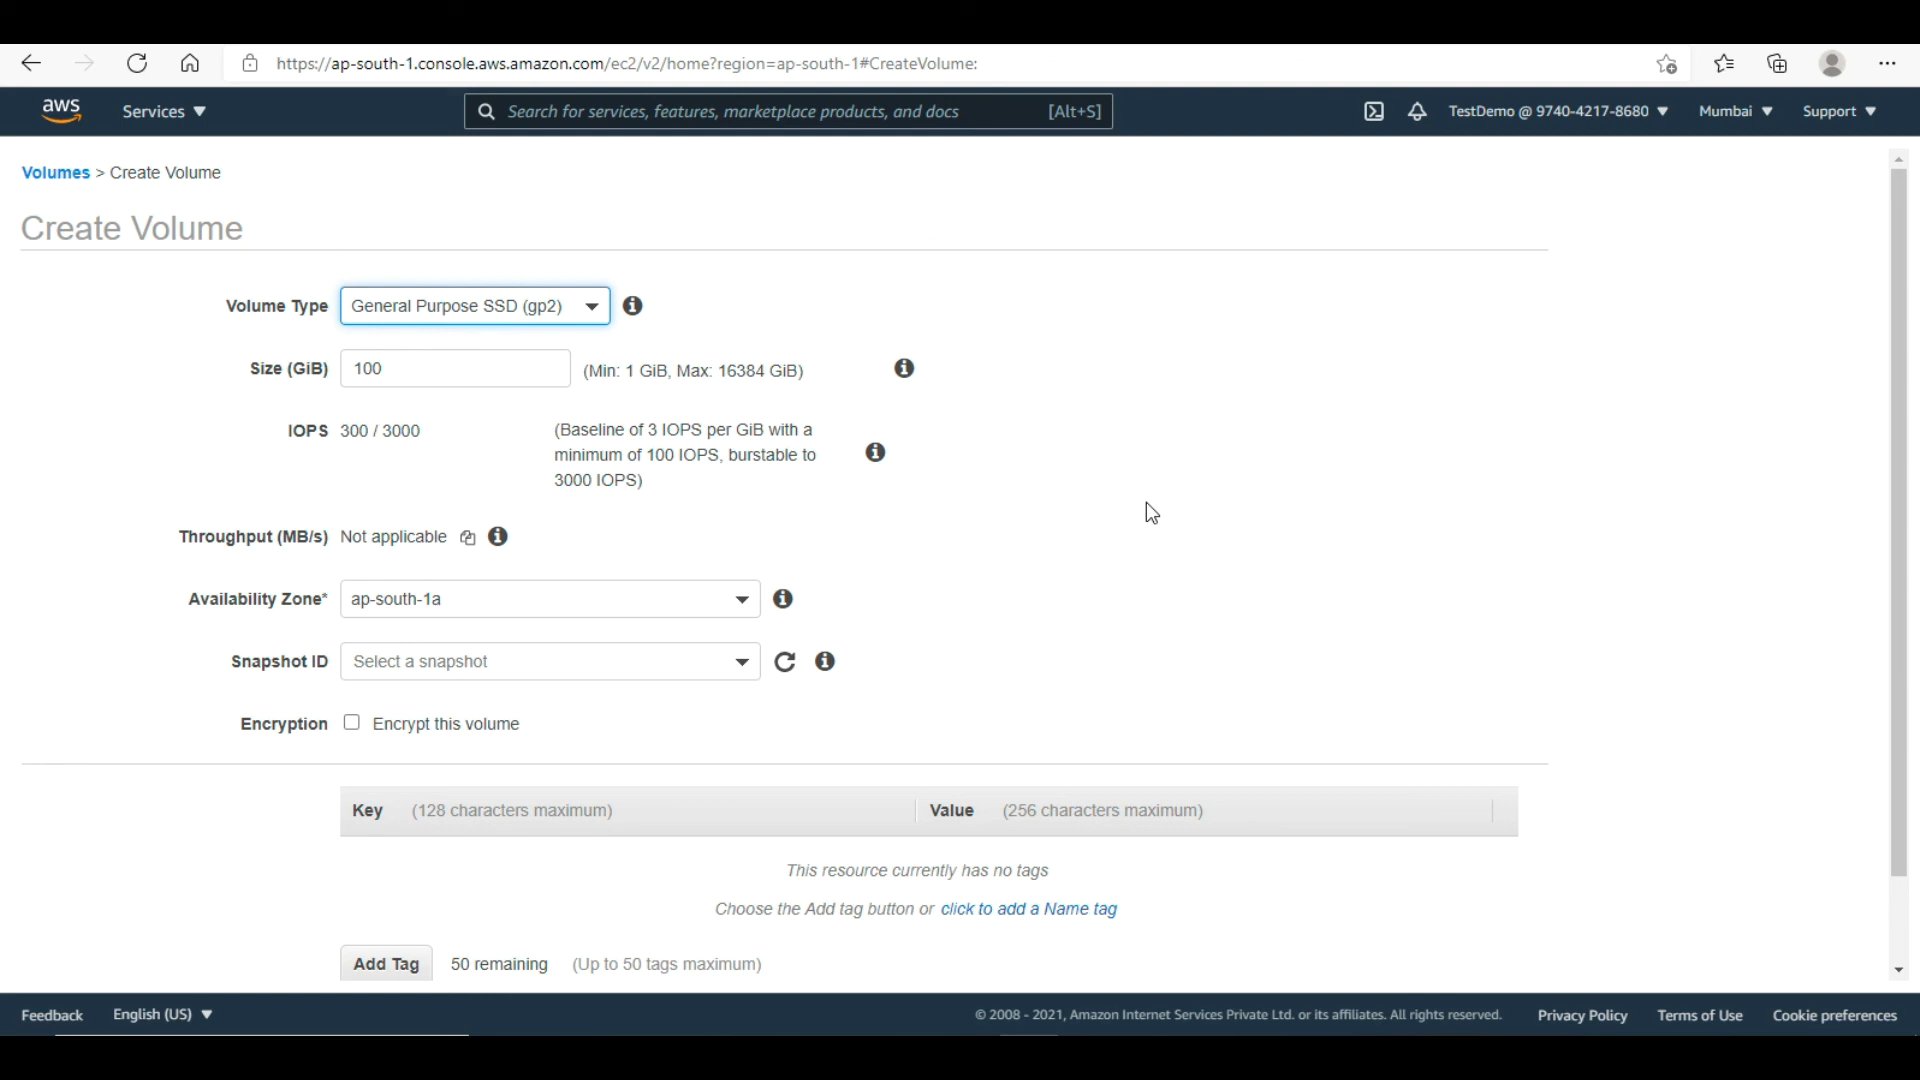 https://ap-south-1.console.aws.amazon.com/ec2/v2/home?region=ap-south-1#CreateVolume:
aws Services Search for services, features, marketplace products, and docs [Alt+S] TestDemo @ 9740-4217-8680 Mumbai Support
Volumes > Create Volume
Create Volume
Volume Type General Purpose SSD (gp2)
Size (GiB) 100 (Min: 1 GiB, Max: 16384 GiB)
IOPS 300 / 3000 (Baseline of 3 IOPS per GiB with a
minimum of 100 IOPS, burstable to
3000 IOPS)
Throughput (MB/s) Not applicable
Availability Zone* ap-south-1a
Snapshot ID Select a snapshot
Encryption Encrypt this volume
Key (128 characters maximum) Value (256 characters maximum)
This resource currently has no tags
Choose the Add tag button or click to add a Name tag
Add Tag 50 remaining (Up to 50 tags maximum)
Feedback English (US) © 2008 - 2021, Amazon Internet Services Private Ltd. or its affiliates. All rights reserved. Privacy Policy Terms of Use Cookie preferences